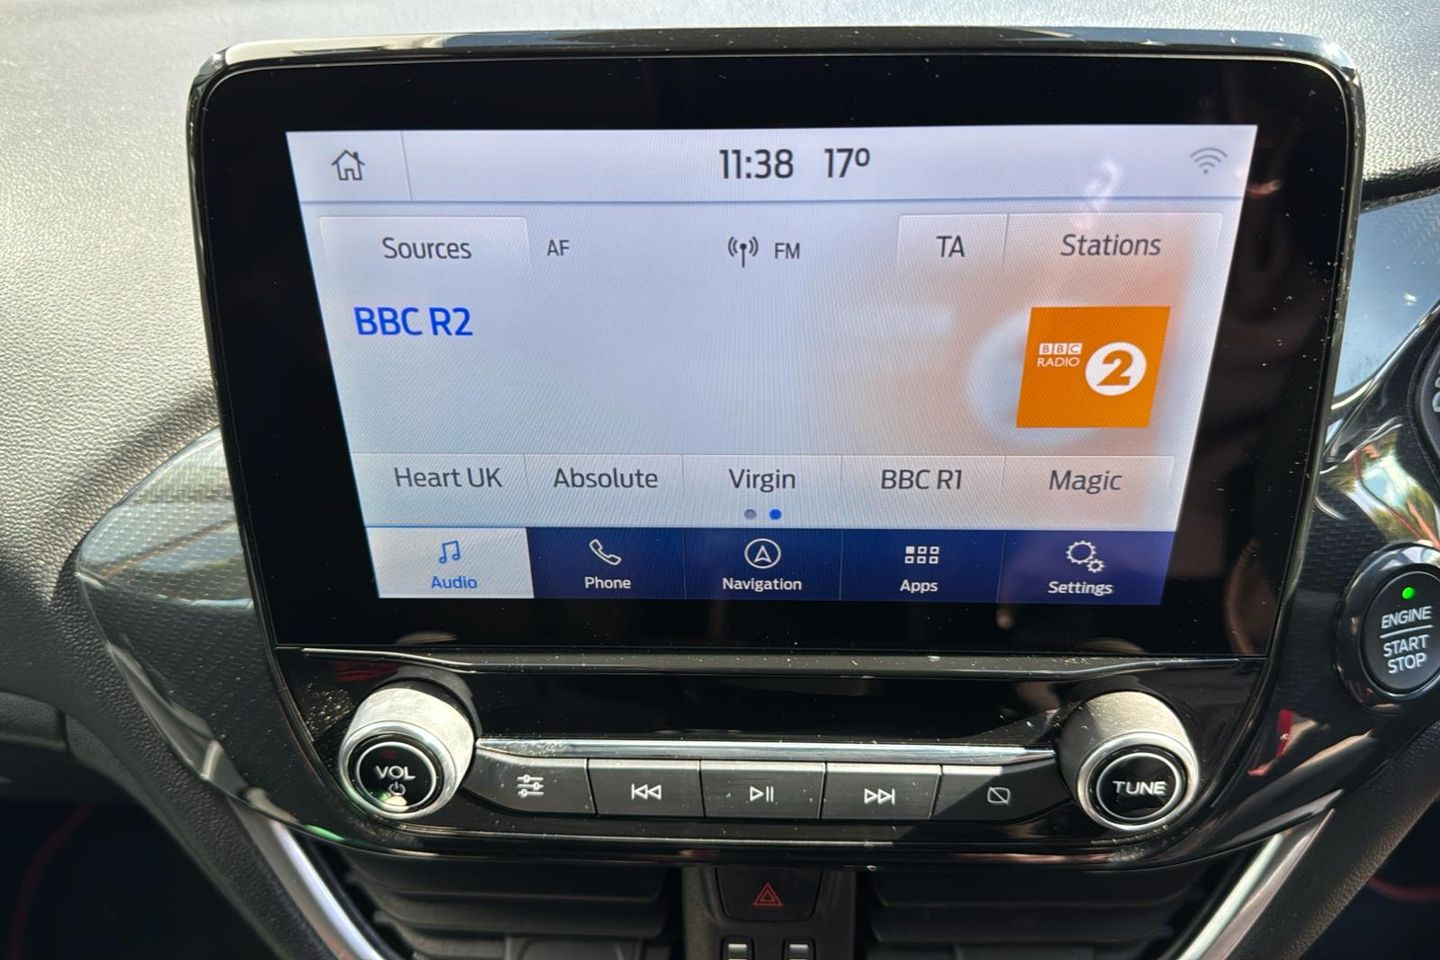 11:38 17º
Sources AF FM TA Stations
BBC R2
BBC
RADIO 2
Heart UK Absolute Virgin BBC R1 Magic
Audio Phone Navigation Apps Settings
ENGINE
START
STOP
VOL
TUNE